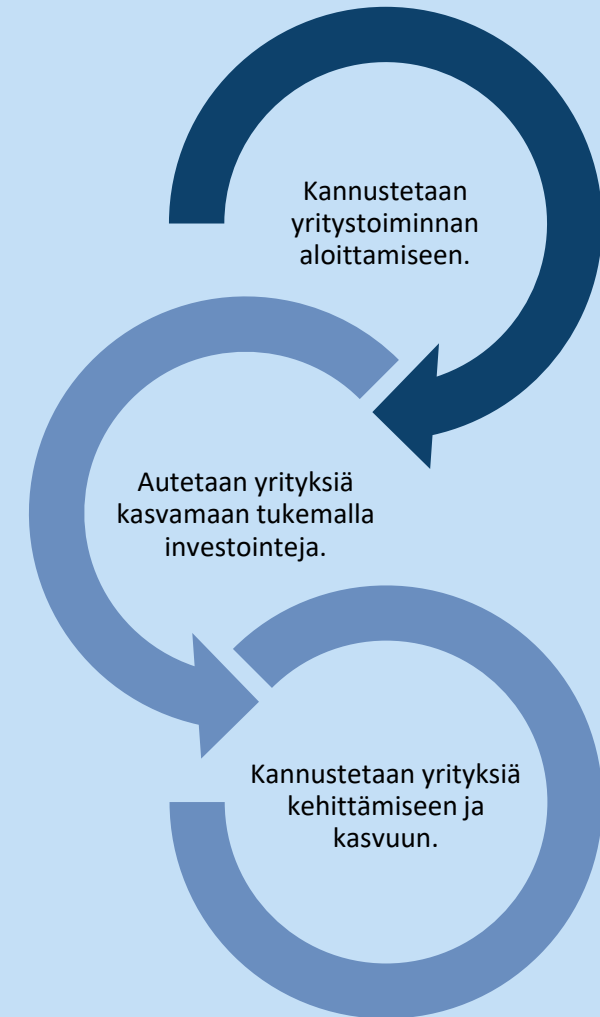 Kannustetaan
yritystoiminnan
aloittamiseen.
Autetaan yrityksiä
kasvamaan tukemalla
investointeja.
Kannustetaan yrityksiä
kehittämiseen ja
kasvuun.